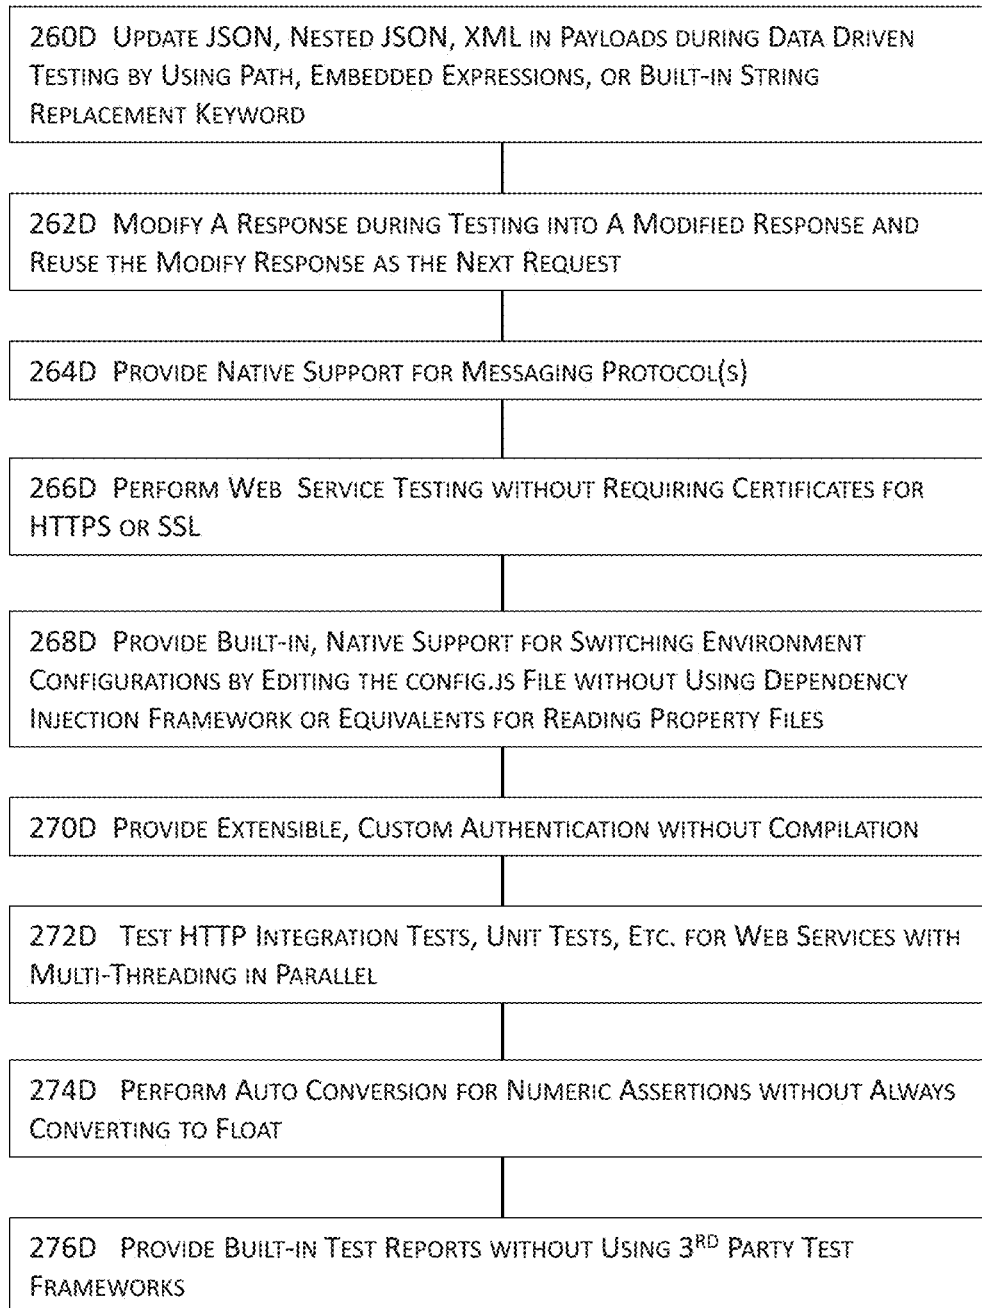 260D UPDATE JSON, NESTED JSON, XML IN PAYLOADS DURING DATA DRIVEN
TESTING BY USING PATH, EMBEDDED EXPRESSIONS, OR BUILT-IN STRING
REPLACEMENT KEYWORD
262D MODIFY A RESPONSE DURING TESTING INTO A MODIFIED RESPONSE AND
REUSE THE MODIFY RESPONSE AS THE NEXT REQUEST
264D PROVIDE NATIVE SUPPORT FOR MESSAGING PROTOCOL(S)
266D PERFORM WEB SERVICE TESTING WITHOUT REQUIRING CERTIFICATES FOR
HTTPS OR SSL
268D PROVIDE BUILT-IN, NATIVE SUPPORT FOR SWITCHING ENVIRONMENT
CONFIGURATIONS BY EDITING THE CONFIG.JS FILE WITHOUT USING DEPENDENCY
INJECTION FRAMEWORK OR EQUIVALENTS FOR READING PROPERTY FILES
270D PROVIDE EXTENSIBLE, CUSTOM AUTHENTICATION WITHOUT COMPILATION
272D TEST HTTP INTEGRATION TESTS, UNIT TESTS, ETC. FOR WEB SERVICES WITH
MULTI-THREADING IN PARALLEL
274D PERFORM AUTO CONVERSION FOR NUMERIC ASSERTIONS WITHOUT ALWAYS
CONVERTING TO FLOAT
276D PROVIDE BUILT-IN TEST REPORTS WITHOUT USING 3RD PARTY TEST
FRAMEWORKS